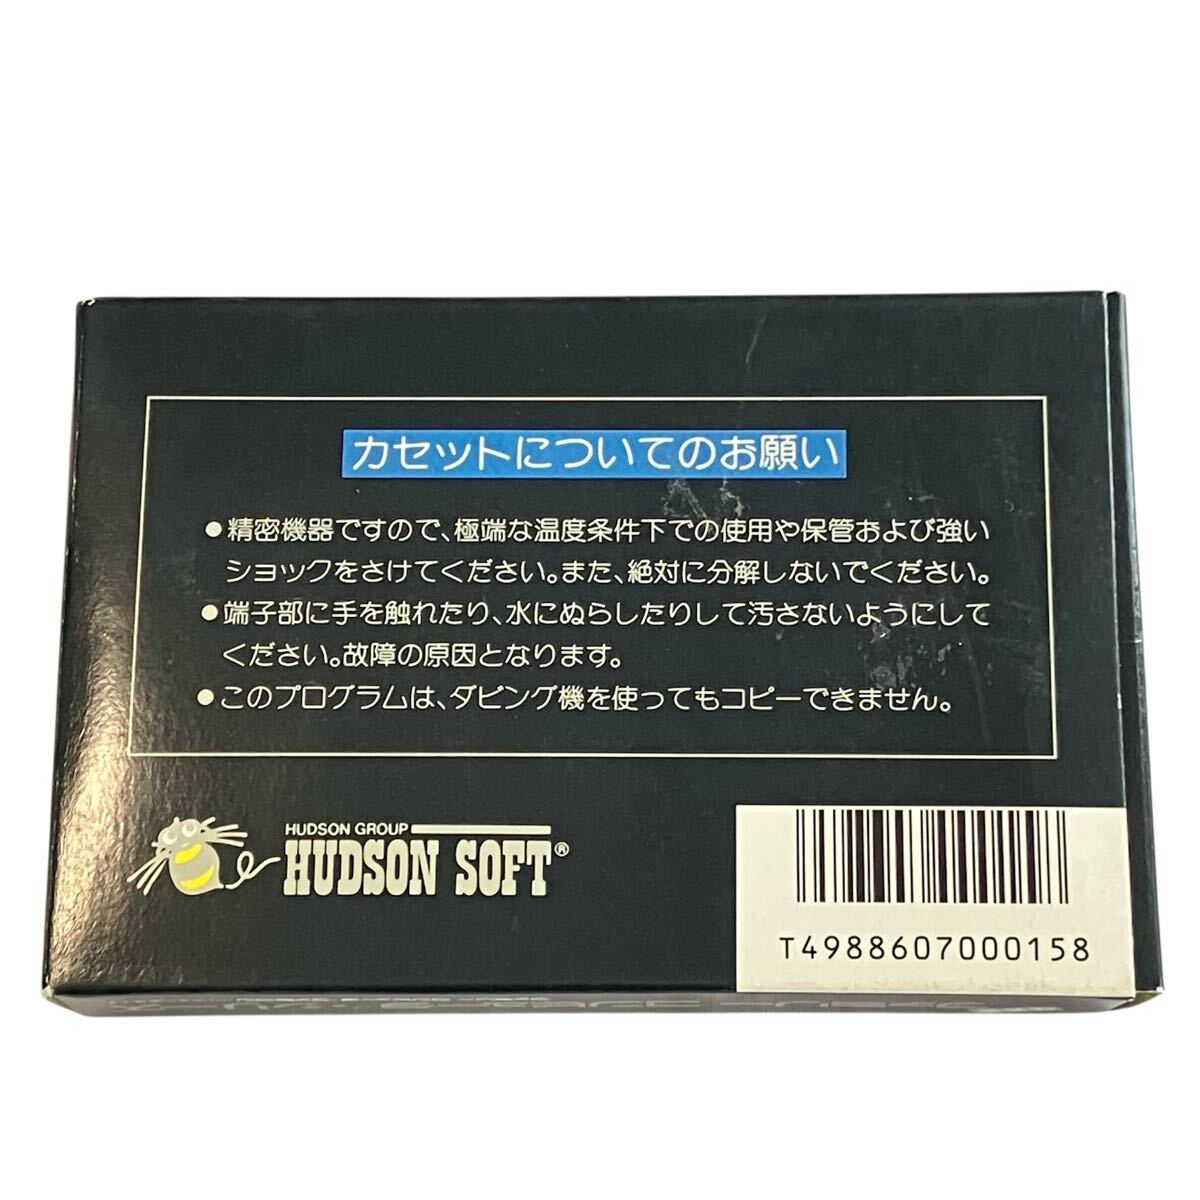 カセットについてのお願い
●精密機器ですので、極端な温度条件下での使用や保管および強い
ショックをさけてください。また、絶対に分解しないでください。
●端子部に手を触れたり、水にぬらしたりして汚さないようにして
ください。故障の原因となります。
●このプログラムは、ダビング機を使ってもコピーできません。
HUDSON GROUP
HUDSON SOFT®
T4988607000158